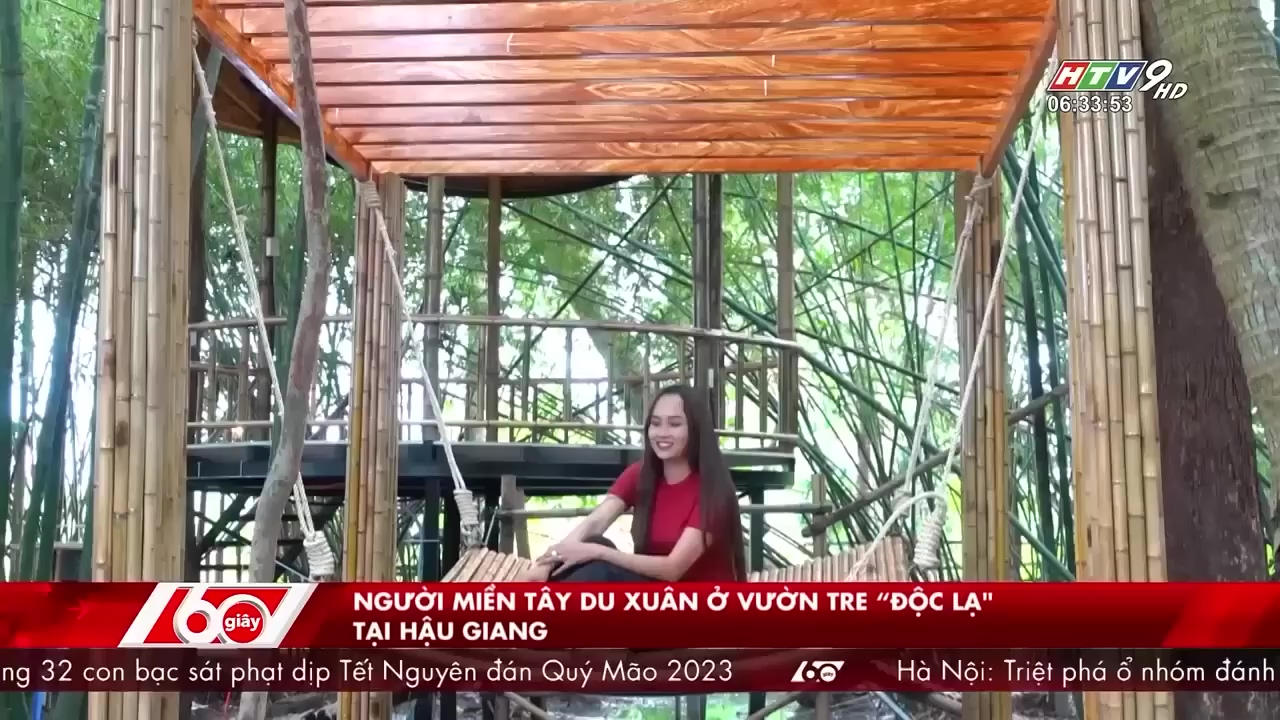 HTV9 HD
06:33:53
60 giây
NGƯỜI MIỀN TÂY DU XUÂN Ở VƯỜN TRE “ĐỘC LẠ"
TẠI HẬU GIANG
ng 32 con bạc sát phạt dịp Tết Nguyên đán Quý Mão 2023 60 giây Hà Nội: Triệt phá ổ nhóm đánh